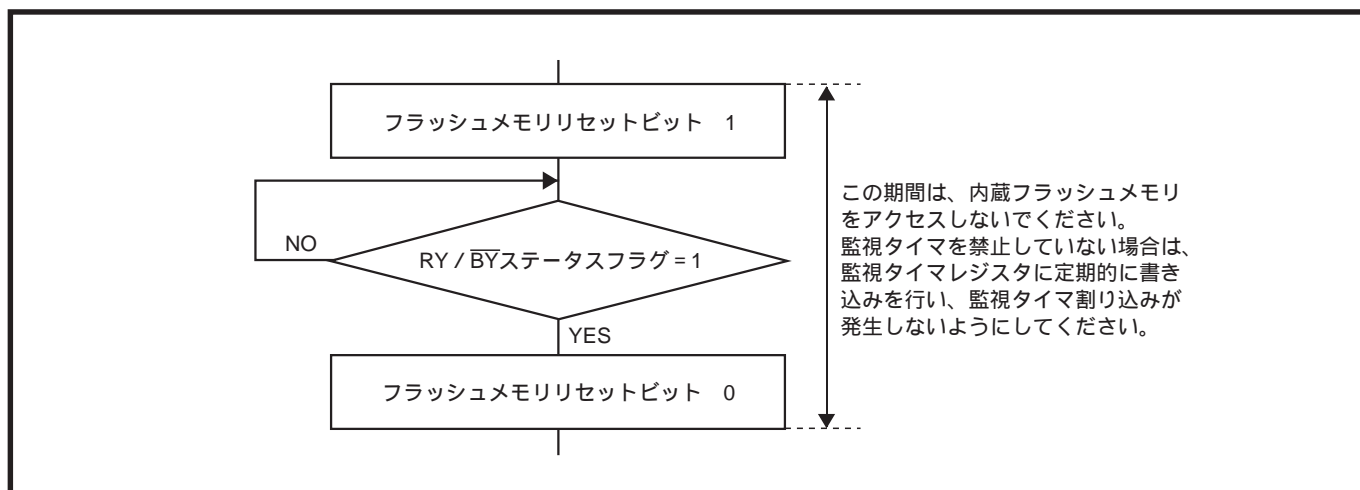 フラッシュメモリリセットビット　1
この期間は、内蔵フラッシュメモリ
をアクセスしないでください。
監視タイマを禁止していない場合は、
監視タイマレジスタに定期的に書き
込みを行い、監視タイマ割り込みが
発生しないようにしてください。
NO
RY / B̅Y̅ステータスフラグ = 1
YES
フラッシュメモリリセットビット　0